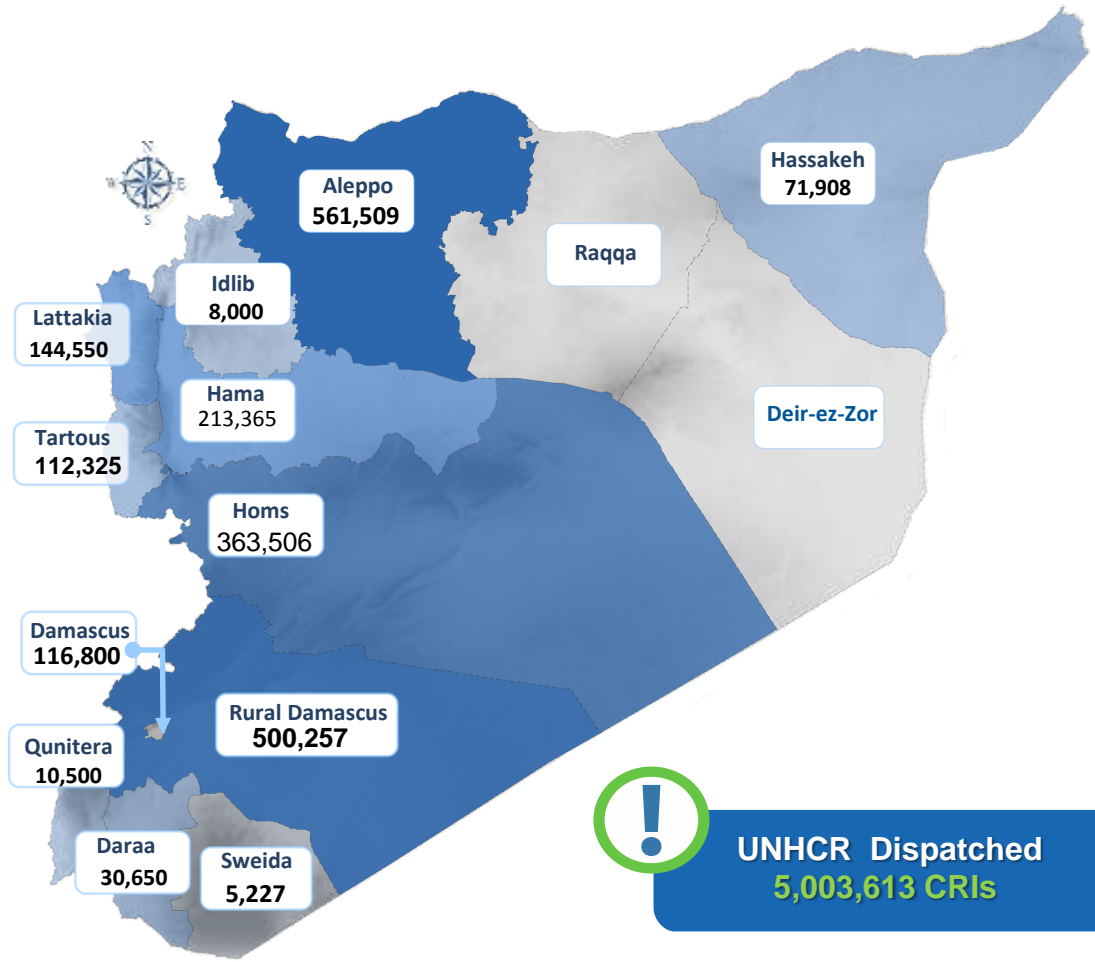 N
W
E
S
Aleppo
561,509
Hassakeh
71,908
Raqqa
Idlib
8,000
Lattakia
144,550
Hama
213,365
Deir-ez-Zor
Tartous
112,325
Homs
363,506
Damascus
116,800
Rural Damascus
500,257
Qunitera
10,500
Daraa
30,650
Sweida
5,227
!
UNHCR Dispatched
5,003,613 CRIs